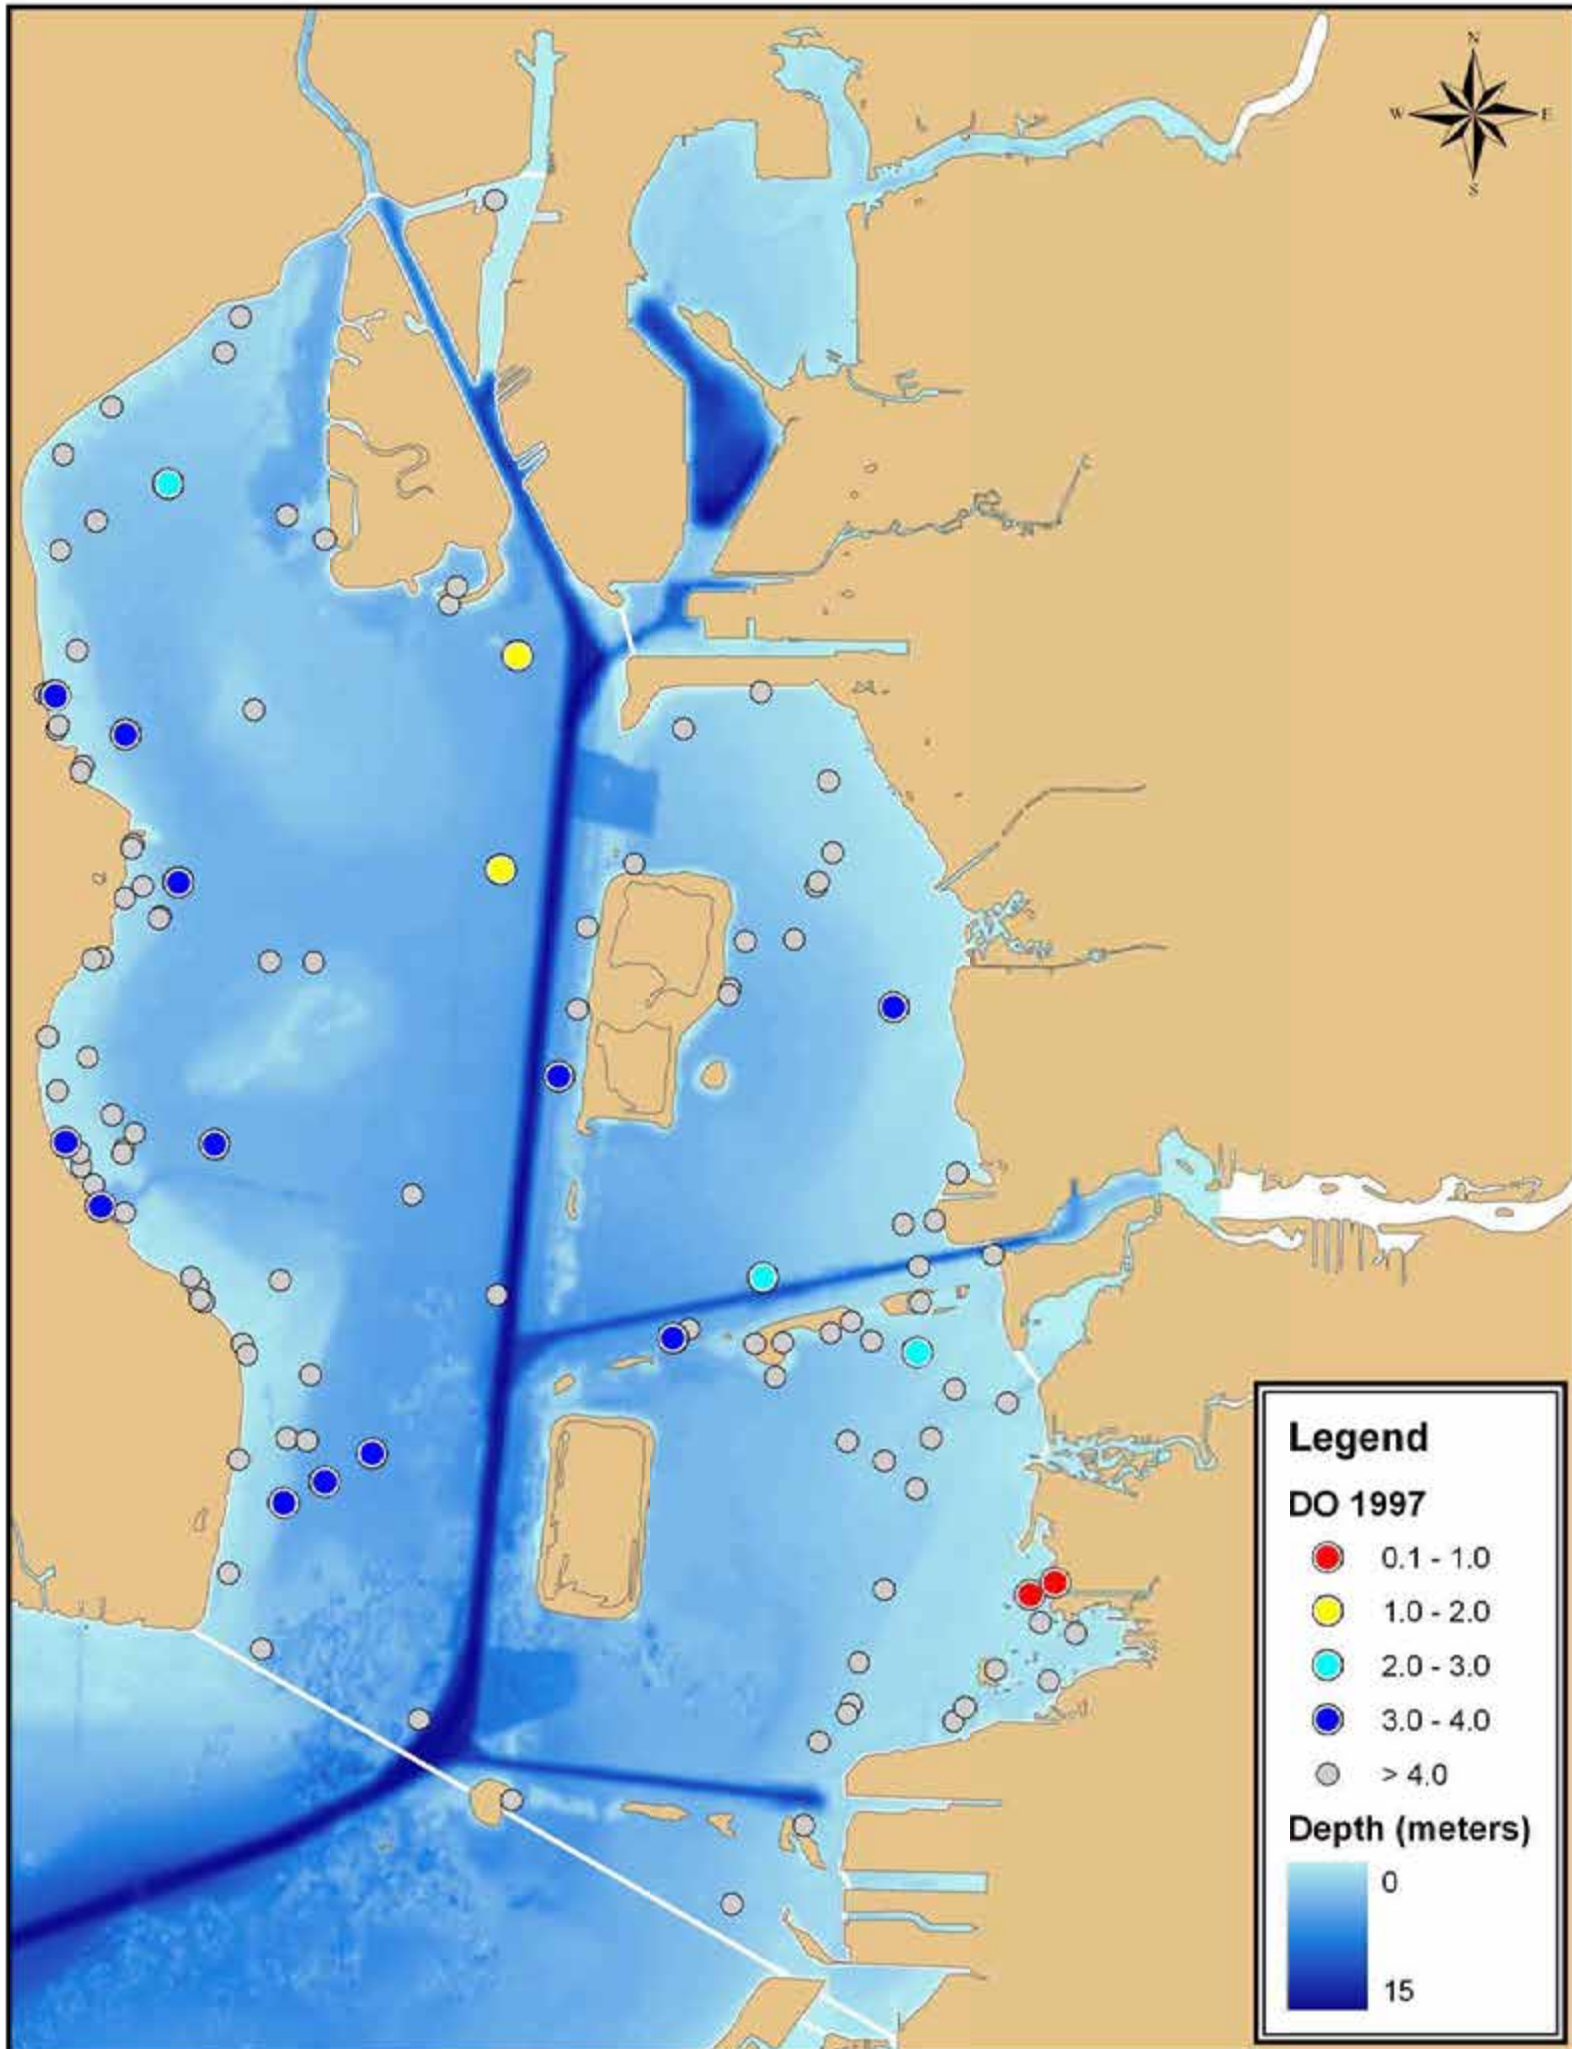 N
W E
S
Legend
DO 1997
0.1 - 1.0
1.0 - 2.0
2.0 - 3.0
3.0 - 4.0
> 4.0
Depth (meters)
0
15